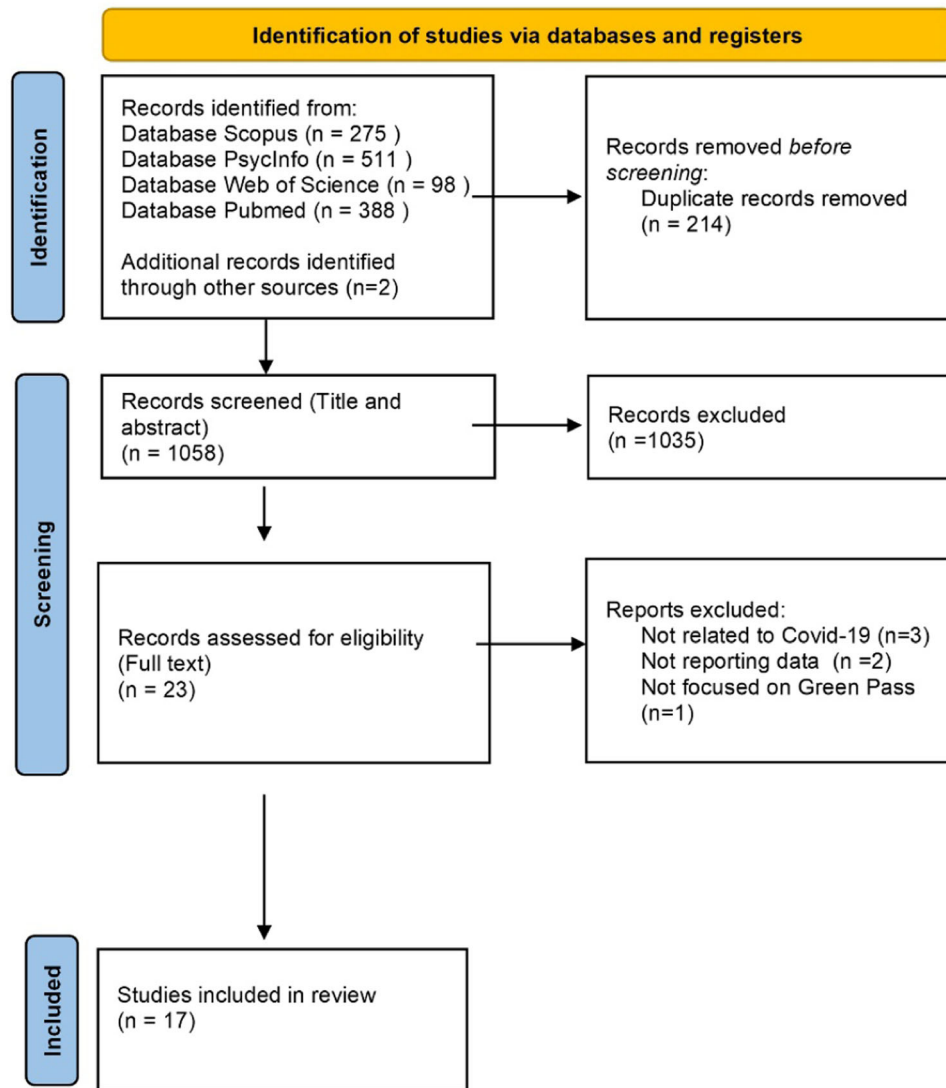 Identification of studies via databases and registers
Identification
Records identified from:
Database Scopus (n = 275 )
Database PsycInfo (n = 511 )
Database Web of Science (n = 98 )
Database Pubmed (n = 388 )
Additional records identified
through other sources (n=2)
Records removed before
screening:
Duplicate records removed
(n = 214)
Screening
Records screened (Title and
abstract)
(n = 1058)
Records excluded
(n =1035)
Records assessed for eligibility
(Full text)
(n = 23)
Reports excluded:
Not related to Covid-19 (n=3)
Not reporting data (n =2)
Not focused on Green Pass
(n=1)
Included
Studies included in review
(n = 17)